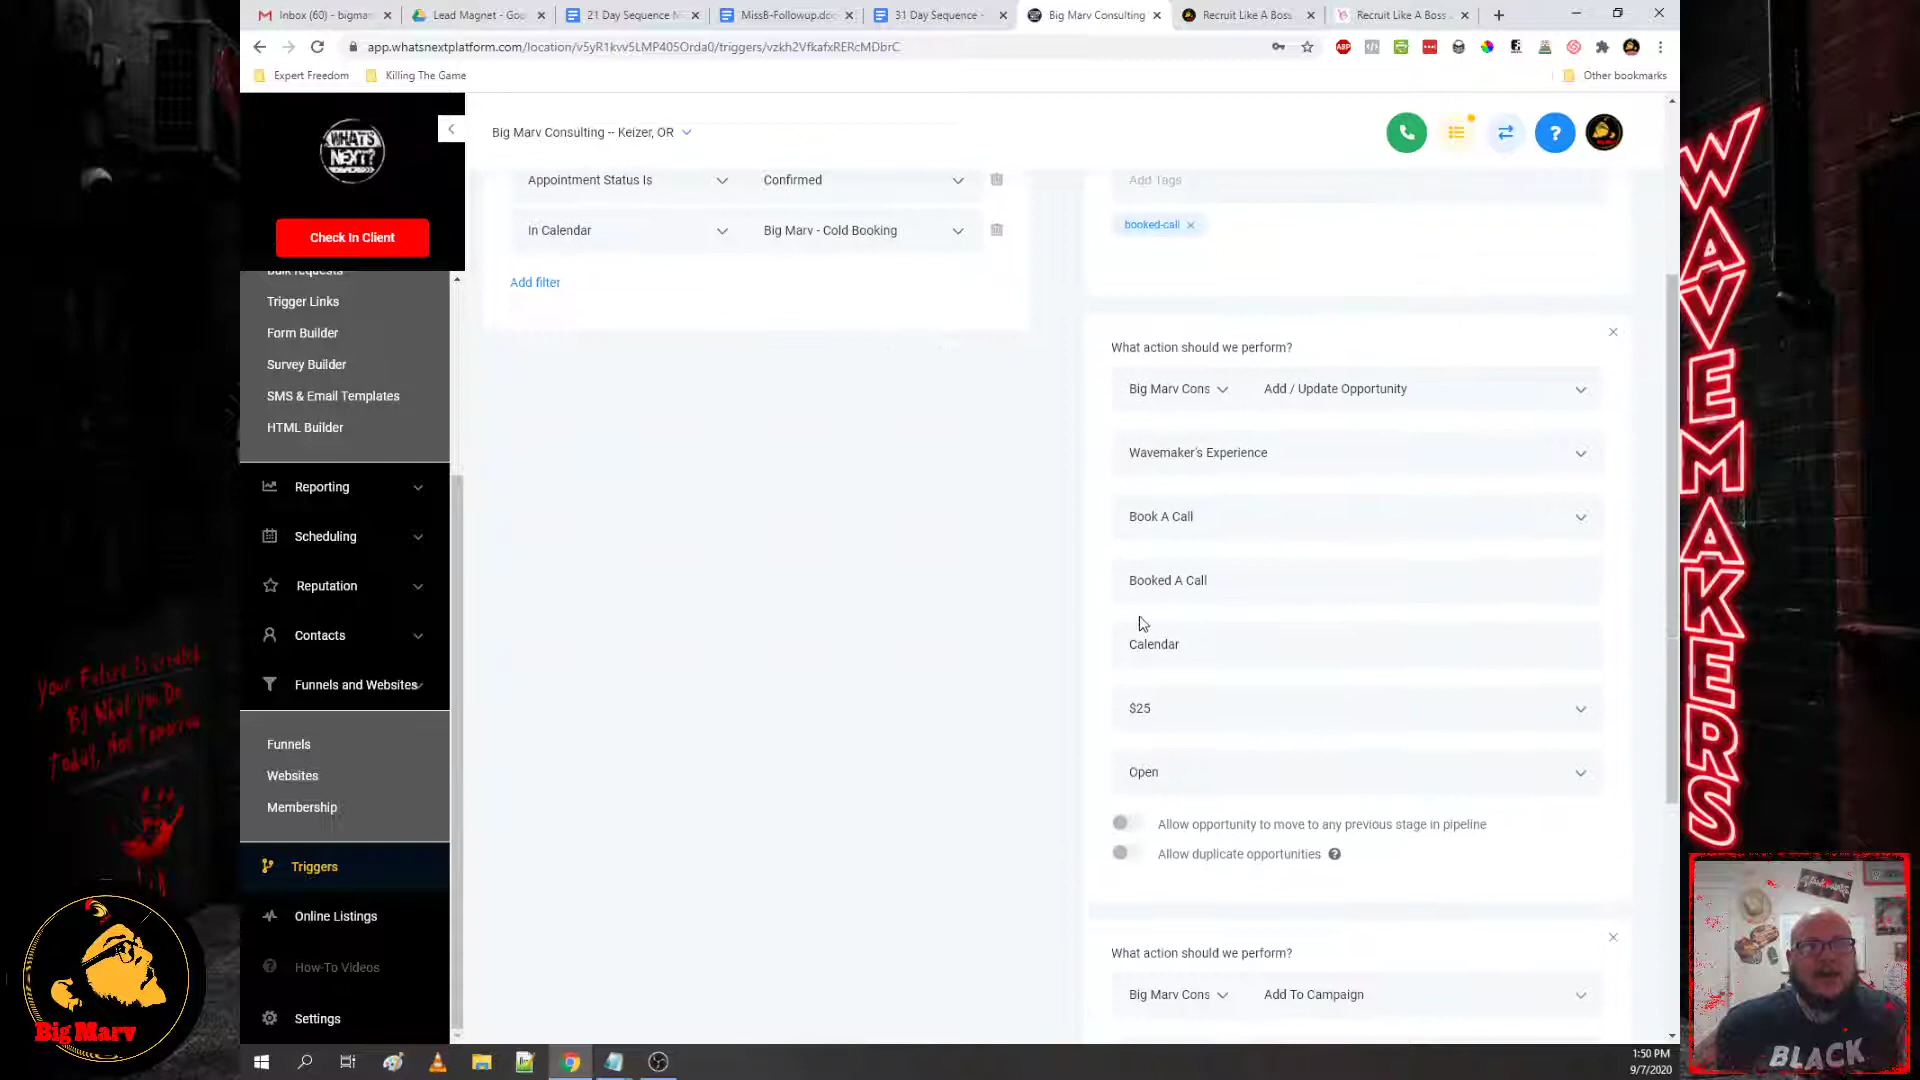 Inbox (60) - bigmar
Lead Magnet - Goo
21 Day Sequence M
MissB-Followup.doc
31 Day Sequence -
Big Marv Consulting
Recruit Like A Boss
Recruit Like A Boss
app.whatsnextplatform.com/location/v5yR1kvv5LMP405Orda0/triggers/vzkh2VfkafxRERcMDbrC
ABP
Expert Freedom
Killing The Game
Other bookmarks
WHAT'S
NEXT?
Big Marv Consulting -- Keizer, OR
Check In Client
Bulk Requests
Trigger Links
Form Builder
Survey Builder
SMS & Email Templates
HTML Builder
Reporting
Scheduling
Reputation
Contacts
Funnels and Websites
Funnels
Websites
Membership
Triggers
Online Listings
How-To Videos
Settings
Appointment Status Is
Confirmed
In Calendar
Big Marv - Cold Booking
Add filter
Add Tags
booked-call
What action should we perform?
Big Marv Cons
Add / Update Opportunity
Wavemaker's Experience
Book A Call
Booked A Call
Calendar
$25
Open
Allow opportunity to move to any previous stage in pipeline
Allow duplicate opportunities
What action should we perform?
Big Marv Cons
Add To Campaign
1:50 PM
9/7/2020
WAVEMAKERS
Your Future Is Created
By What You Do
Today, Not Tomorrow
Big Marv
BLACK